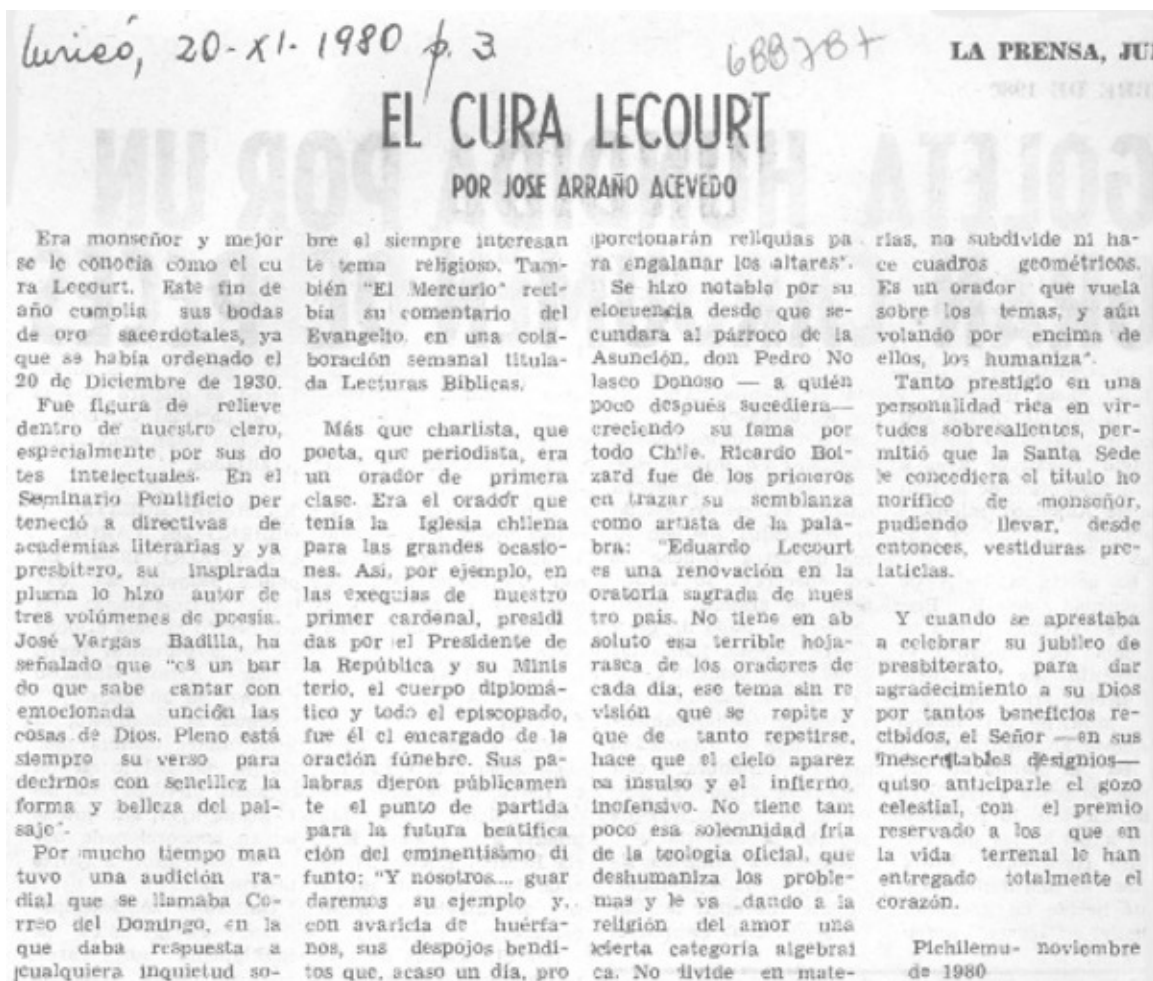 Curicó, 20-XI-1980 p. 3
688787
LA PRENSA, JU
EL CURA LECOURT
POR JOSE ARRAÑO ACEVEDO
Era monseñor y mejor
se le conocía como el cu
ra Lecourt. Este fin de
año cumplía sus bodas
de oro sacerdotales, ya
que se había ordenado el
20 de Diciembre de 1930.
Fue figura de relieve
dentro de nuestro clero,
especialmente por sus do
tes intelectuales. En el
Seminario Pontificio per
teneció a directivas de
academias literarias y ya
presbítero, su inspirada
pluma lo hizo autor de
tres volúmenes de poesía.
José Vargas Badilla, ha
señalado que "es un bar
do que sabe cantar con
emocionada unción las
cosas de Dios. Pleno está
siempre su verso para
decirnos con sencillez la
forma y belleza del pai-
saje".
Por mucho tiempo man
tuvo una audición ra-
dial que se llamaba Co-
rreo del Domingo, en la
que daba respuesta a
cualquiera inquietud so-
bre el siempre interesan
te tema religioso. Tam-
bién "El Mercurio" reci-
bía su comentario del
Evangelio en una cola-
boración semanal titula-
da Lecturas Bíblicas.
Más que charlista, que
poeta, que periodista, era
un orador de primera
clase. Era el orador que
tenía la Iglesia chilena
para las grandes ocasio-
nes. Así, por ejemplo, en
las exequias de nuestro
primer cardenal, presidi
das por el Presidente de
la República y su Minis
terio, el cuerpo diplomá-
tico y todo el episcopado,
fue él el encargado de la
oración fúnebre. Sus pa-
labras dieron públicamen
te el punto de partida
para la futura beatifica
ción del eminentísimo di
funto: "Y nosotros... guar
daremos su ejemplo y,
con avaricia de huérfa-
nos, sus despojos bendi-
tos que, acaso un día, pro
porcionarán reliquias pa
ra engalanar los altares".
Se hizo notable por su
elocuencia desde que se-
cundara al párroco de la
Asunción, don Pedro No
lasco Donoso — a quién
poco después sucediera—
creciendo su fama por
todo Chile. Ricardo Boi-
zard fue de los primeros
en trazar su semblanza
como artista de la pala-
bra: "Eduardo Lecourt
es una renovación en la
oratoria sagrada de nues
tro país. No tiene en ab
soluto esa terrible hoja-
rasca de los oradores de
cada día, ese tema sin re
visión que se repite y
que de tanto repetirse,
hace que el cielo aparez
ca insulso y el infierno,
inofensivo. No tiene tam
poco esa solemnidad fría
de la teología oficial, que
deshumaniza los proble-
mas y le va dando a la
religión del amor una
cierta categoría algebrai
ca. No divide en mate-
rias, no subdivide ni ha-
ce cuadros geométricos.
Es un orador que vuela
sobre los temas, y aún
volando por encima de
ellos, los humaniza".
Tanto prestigio en una
personalidad rica en vir-
tudes sobresalientes, per-
mitió que la Santa Sede
le concediera el título ho
norífico de monseñor,
pudiendo llevar, desde
entonces, vestiduras pre-
laticias.
Y cuando se aprestaba
a celebrar su jubileo de
presbiterato, para dar
agradecimiento a su Dios
por tantos beneficios re-
cibidos, el Señor —en sus
inescrutables designios—
quiso anticiparle el gozo
celestial, con el premio
reservado a los que en
la vida terrenal le han
entregado totalmente el
corazón.
Pichilemu- noviembre
de 1980